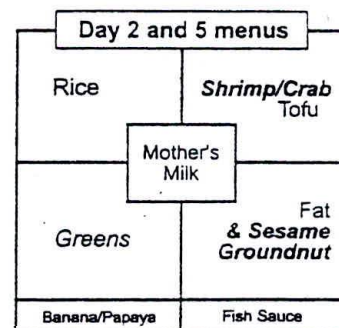 Day 2 and 5 menus
Rice
Shrimp/Crab
Tofu
Mother's
Milk
Greens
Fat
& Sesame
Groundnut
Banana/Papaya
Fish Sauce